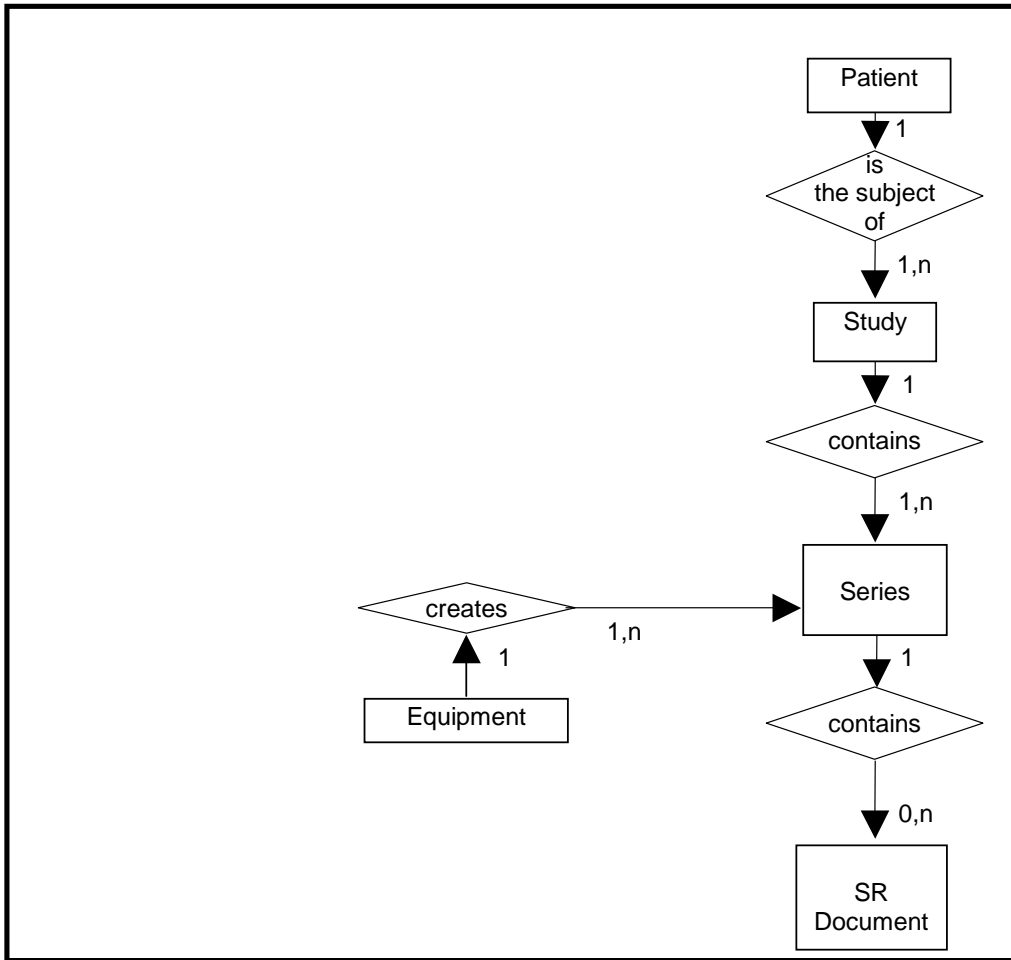 Patient
1
is
the subject
of
1,n
Study
1
contains
1,n
Series
creates
1,n
1
Equipment
1
contains
0,n
SR
Document